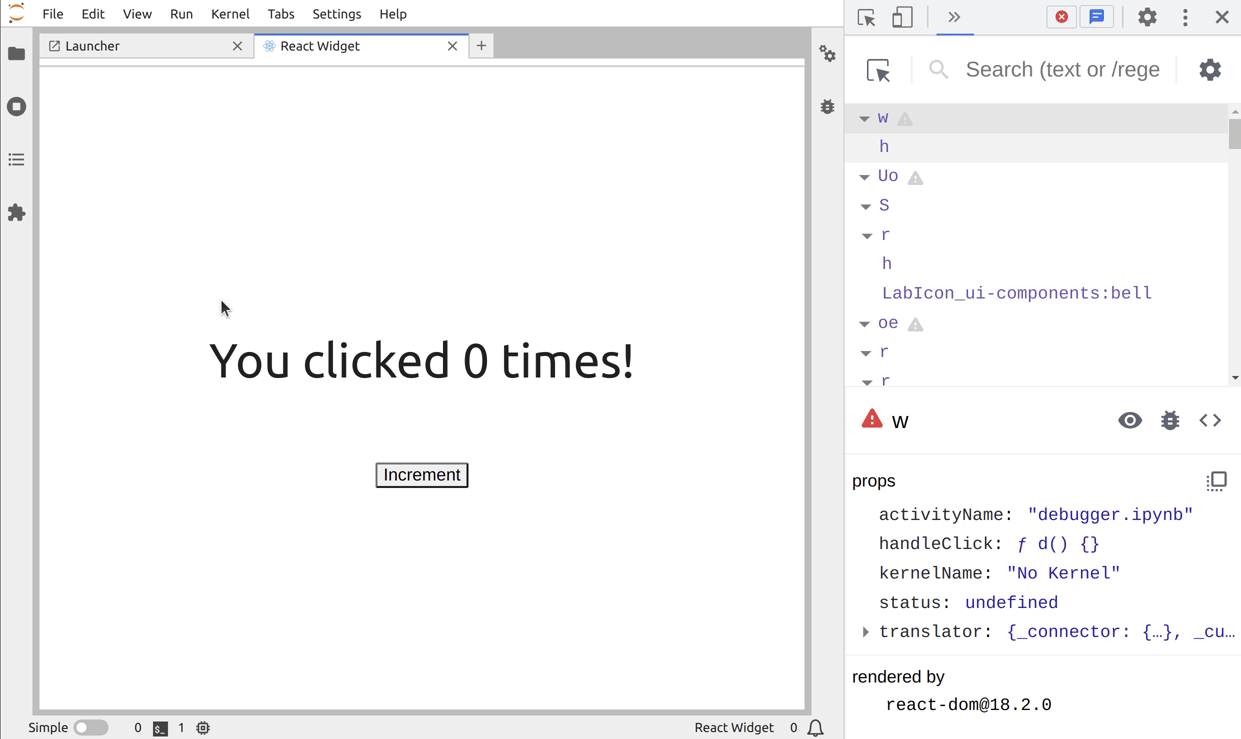 File Edit View Run Kernel Tabs Settings Help
Launcher
React Widget
You clicked 0 times!
Increment
Simple 0 $_ 1 React Widget 0
Search (text or /rege
w
h
Uo
S
r
h
LabIcon_ui-components:bell
oe
r
r
w
props
activityName: "debugger.ipynb"
handleClick: ƒ d() {}
kernelName: "No Kernel"
status: undefined
translator: {_connector: {…}, _cu…
rendered by
react-dom@18.2.0